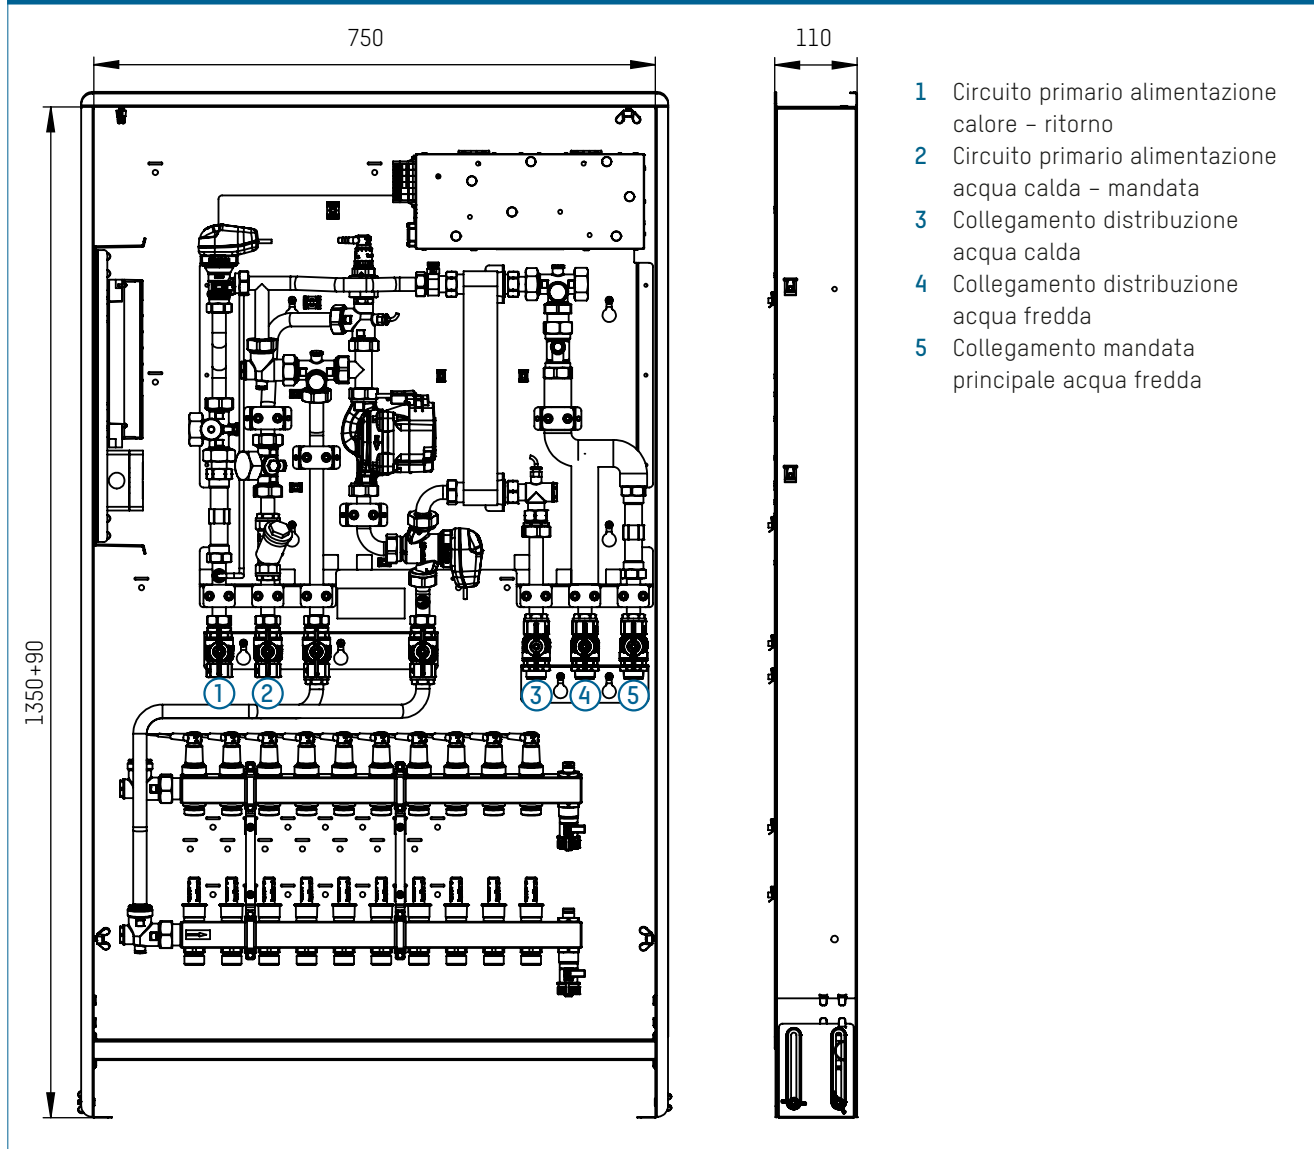 750
110
1350+90
1 Circuito primario alimentazione
calore – ritorno
2 Circuito primario alimentazione
acqua calda – mandata
3 Collegamento distribuzione
acqua calda
4 Collegamento distribuzione
acqua fredda
5 Collegamento mandata
principale acqua fredda
1 2 3 4 5